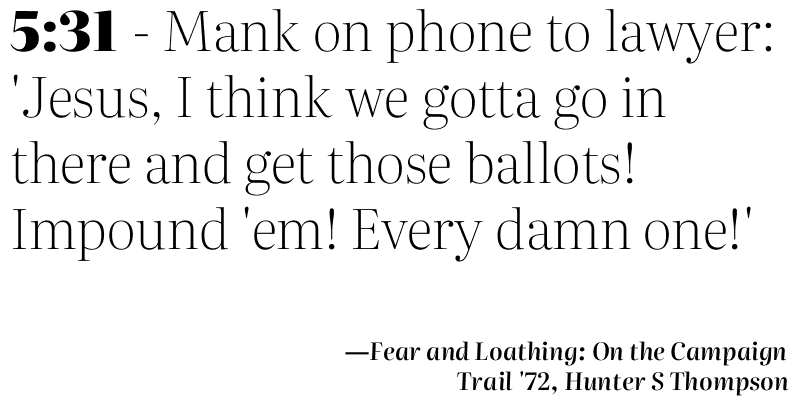 5:31 - Mank on phone to lawyer:
'Jesus, I think we gotta go in
there and get those ballots!
Impound 'em! Every damn one!'
—Fear and Loathing: On the Campaign
Trail '72, Hunter S Thompson